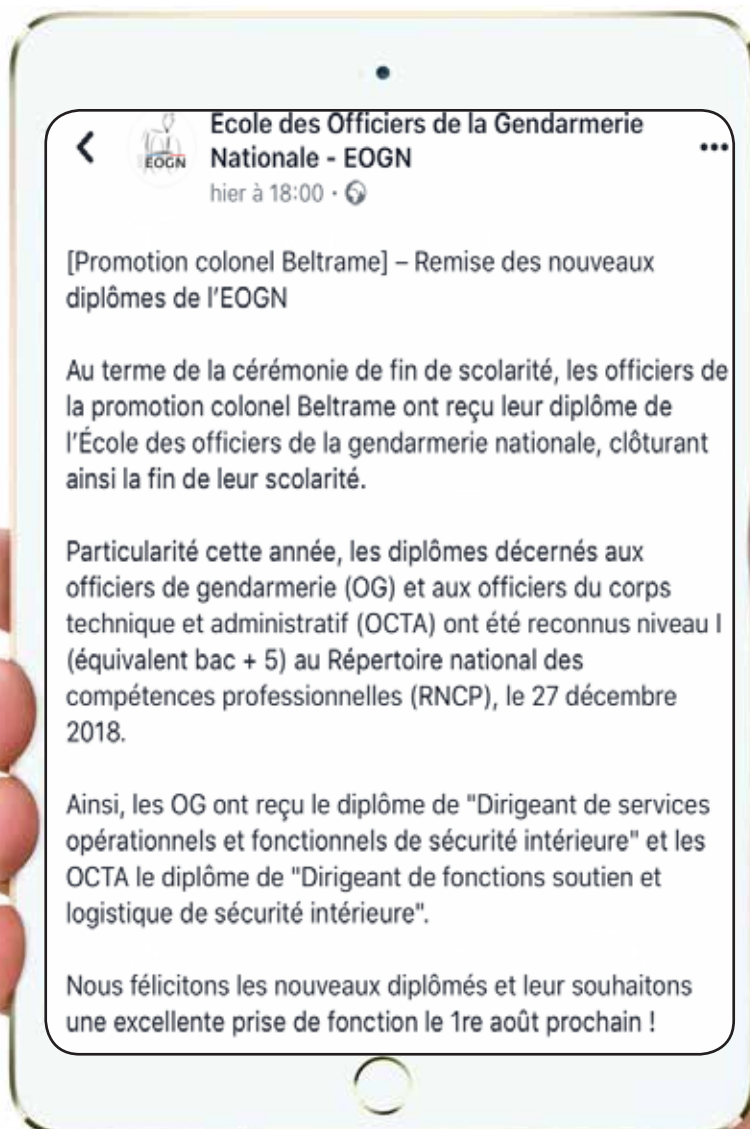 Ecole des Officiers de la Gendarmerie
Nationale - EOGN
EOGN
hier à 18:00 ·
[Promotion colonel Beltrame] – Remise des nouveaux
diplômes de l'EOGN
Au terme de la cérémonie de fin de scolarité, les officiers de
la promotion colonel Beltrame ont reçu leur diplôme de
l'École des officiers de la gendarmerie nationale, clôturant
ainsi la fin de leur scolarité.
Particularité cette année, les diplômes décernés aux
officiers de gendarmerie (OG) et aux officiers du corps
technique et administratif (OCTA) ont été reconnus niveau I
(équivalent bac + 5) au Répertoire national des
compétences professionnelles (RNCP), le 27 décembre
2018.
Ainsi, les OG ont reçu le diplôme de "Dirigeant de services
opérationnels et fonctionnels de sécurité intérieure" et les
OCTA le diplôme de "Dirigeant de fonctions soutien et
logistique de sécurité intérieure".
Nous félicitons les nouveaux diplômés et leur souhaitons
une excellente prise de fonction le 1re août prochain !